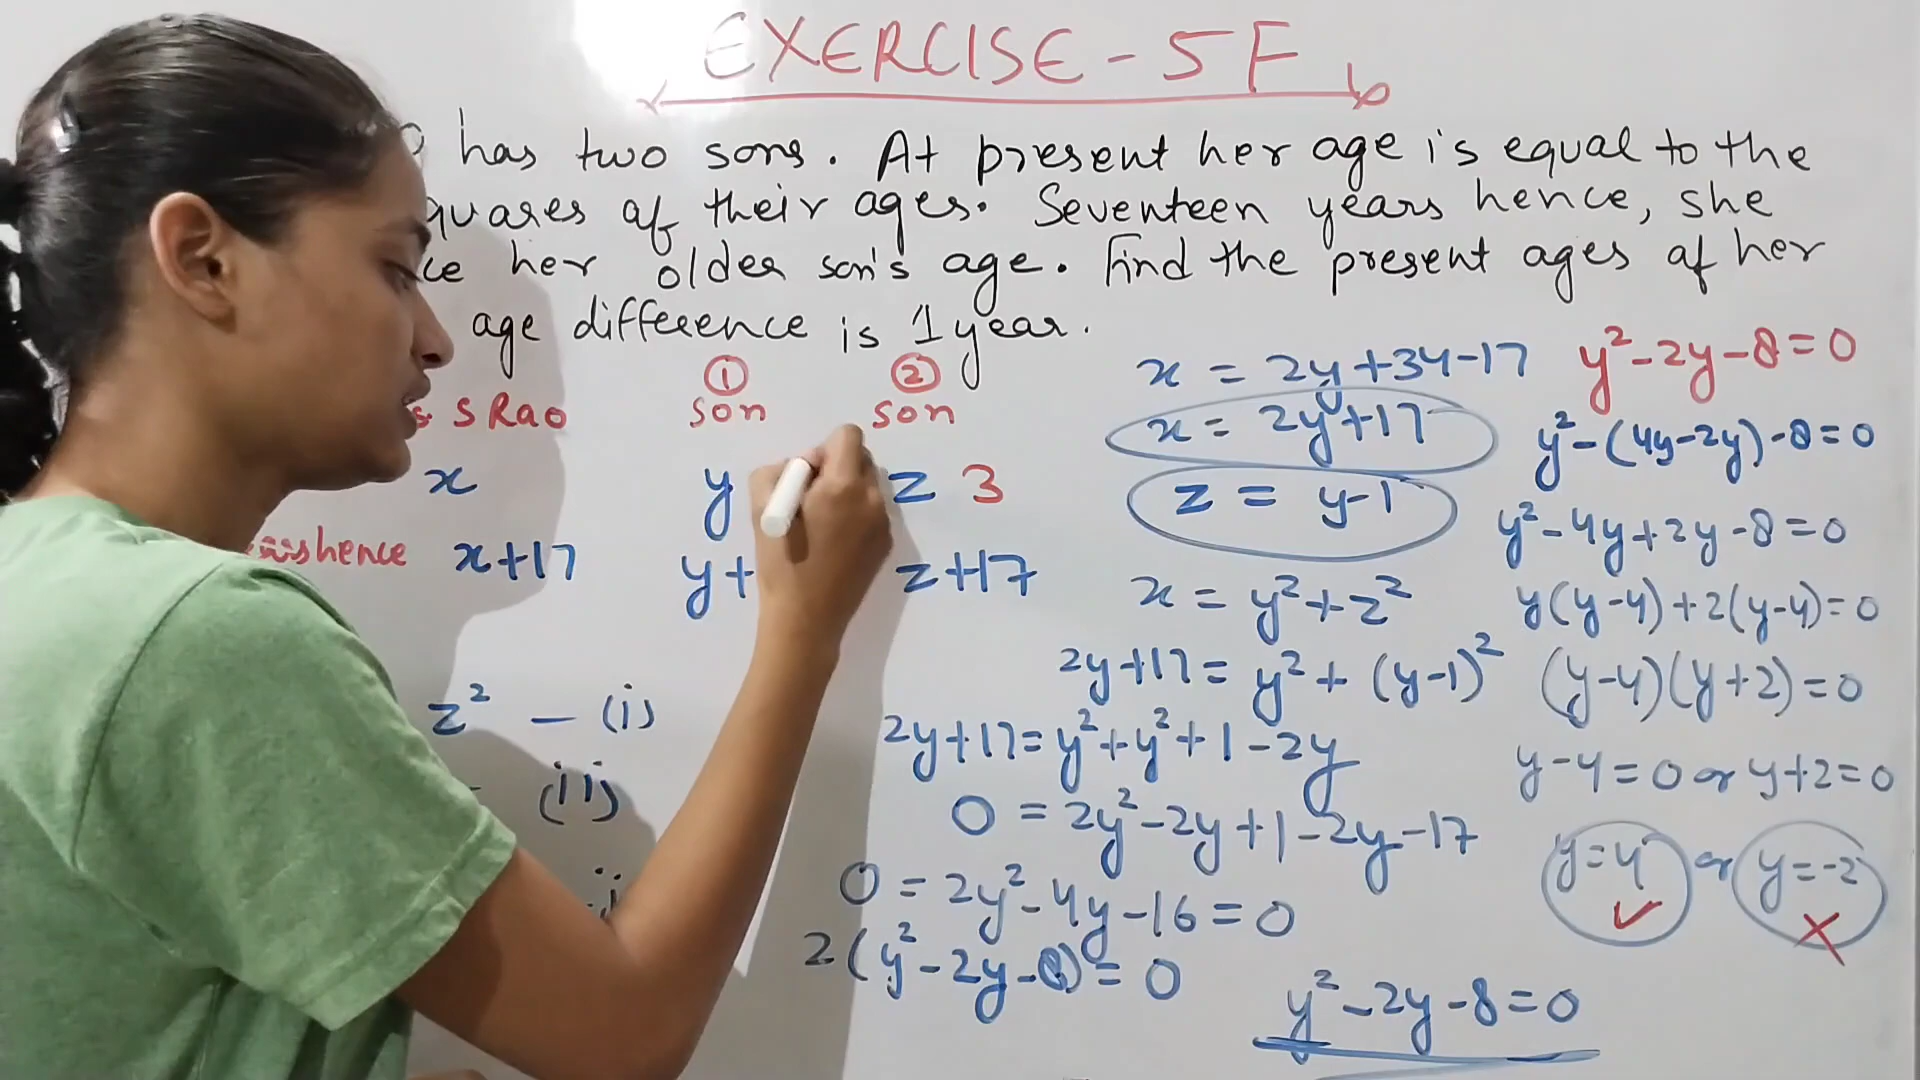 EXERCISE - 5F
has two sons. At present her age is equal to the
quares of their ages. Seventeen years hence, she
ce her older son's age. Find the present ages of her
age difference is 1 year.
① ②
S Rao son son
x y z 3
hence x+17 y+ z+17
z² — (i)
(ii)
x = 2y+34-17
x = 2y+17
z = y-1
x = y²+z²
2y+17 = y² + (y-1)²
2y+17 = y²+y²+1-2y
0 = 2y²-2y+1-2y-17
0 = 2y²-4y-16=0
2(y²-2y-8)=0
y²-2y-8=0
y²-2y-8=0
y²-(4y-2y)-8=0
y²-4y+2y-8=0
y(y-4)+2(y-4)=0
(y-4)(y+2)=0
y-4=0 or y+2=0
y=4 or y=-2